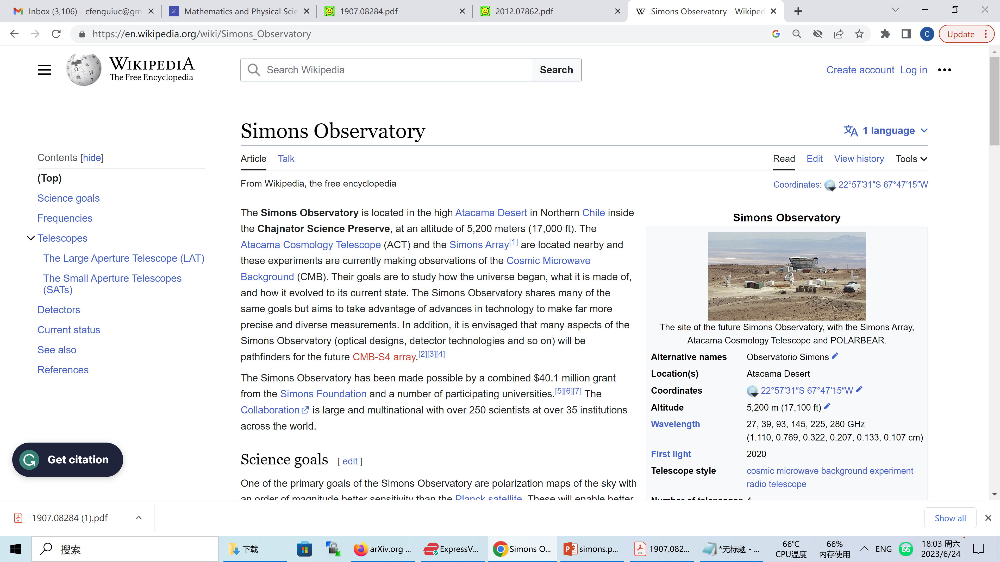 Inbox (3,106) - cfenguiuc@gm
SF Mathematics and Physical Scie
1907.08284.pdf
2012.07862.pdf
W Simons Observatory - Wikiped
https://en.wikipedia.org/wiki/Simons_Observatory
C
Update
WIKIPEDIA
The Free Encyclopedia
Search Wikipedia
Search
Create account Log in
Simons Observatory
1 language
Contents [hide]
(Top)
Science goals
Frequencies
Telescopes
The Large Aperture Telescope (LAT)
The Small Aperture Telescopes
(SATs)
Detectors
Current status
See also
References
Article Talk
Read Edit View history Tools
From Wikipedia, the free encyclopedia
Coordinates: 22°57′31″S 67°47′15″W
The Simons Observatory is located in the high Atacama Desert in Northern Chile inside
the Chajnator Science Preserve, at an altitude of 5,200 meters (17,000 ft). The
Atacama Cosmology Telescope (ACT) and the Simons Array[1] are located nearby and
these experiments are currently making observations of the Cosmic Microwave
Background (CMB). Their goals are to study how the universe began, what it is made of,
and how it evolved to its current state. The Simons Observatory shares many of the
same goals but aims to take advantage of advances in technology to make far more
precise and diverse measurements. In addition, it is envisaged that many aspects of the
Simons Observatory (optical designs, detector technologies and so on) will be
pathfinders for the future CMB-S4 array.[2][3][4]
The Simons Observatory has been made possible by a combined $40.1 million grant
from the Simons Foundation and a number of participating universities.[5][6][7] The
Collaboration is large and multinational with over 250 scientists at over 35 institutions
across the world.
Science goals [ edit ]
One of the primary goals of the Simons Observatory are polarization maps of the sky with
an order of magnitude better sensitivity than the Planck satellite. These will enable better
Simons Observatory
The site of the future Simons Observatory, with the Simons Array,
Atacama Cosmology Telescope and POLARBEAR.
Alternative names Observatorio Simons
Location(s) Atacama Desert
Coordinates 22°57′31″S 67°47′15″W
Altitude 5,200 m (17,100 ft)
Wavelength 27, 39, 93, 145, 225, 280 GHz
(1.110, 0.769, 0.322, 0.207, 0.133, 0.107 cm)
First light 2020
Telescope style cosmic microwave background experiment
radio telescope
Number of telescopes 4
Get citation
1907.08284 (1).pdf
Show all
搜索
下载
arXiv.org ...
ExpressV...
Simons O...
simons.p...
1907.082...
*无标题 - ...
66℃
CPU温度
66%
内存使用
ENG
66
18:03 周六
2023/6/24